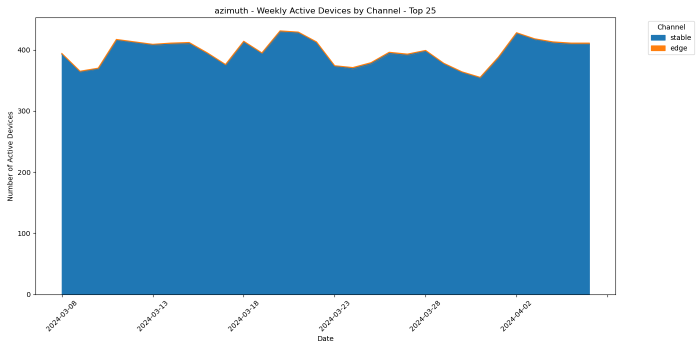 azimuth - Weekly Active Devices by Channel - Top 25
Channel
stable
edge
Number of Active Devices
400
300
200
100
0
2024-03-08
2024-03-13
2024-03-18
2024-03-23
2024-03-28
2024-04-02
Date